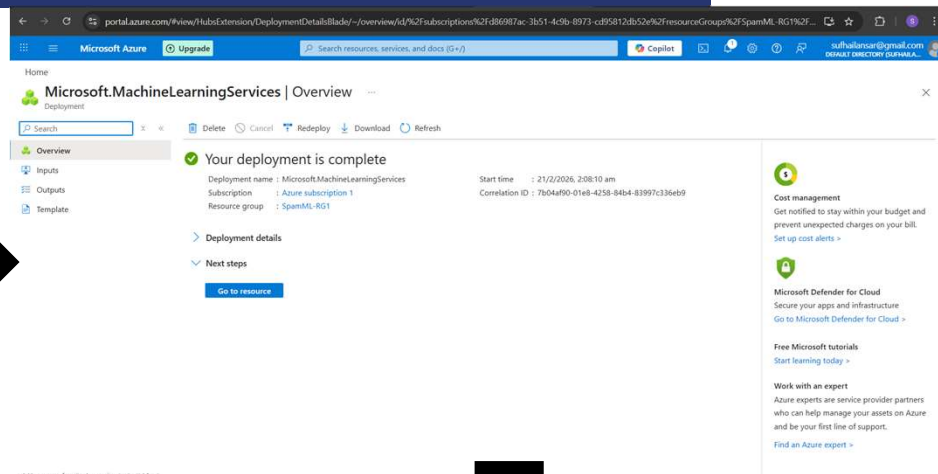 portal.azure.com/#view/HubsExtension/DeploymentDetailsBlade/~/overview/id/%2Fsubscriptions%2Fd86987ac-3b51-4c9b-8973-cd95812db52e%2FresourceGroups%2FSpamML-RG1%2F...
Microsoft Azure
Upgrade
Search resources, services, and docs (G+/)
Copilot
sufhailansar@gmail.com
DEFAULT DIRECTORY (SUFHAILA...
Home
Microsoft.MachineLearningServices | Overview ...
Deployment
Search
Delete Cancel Redeploy Download Refresh
Overview
Inputs
Outputs
Template
Your deployment is complete
Deployment name : Microsoft.MachineLearningServices
Subscription : Azure subscription 1
Resource group : SpamML-RG1
Start time : 21/2/2026, 2:08:10 am
Correlation ID : 7b04af90-01e8-4258-84b4-83997c336eb9
Deployment details
Next steps
Go to resource
Cost management
Get notified to stay within your budget and
prevent unexpected charges on your bill.
Set up cost alerts >
Microsoft Defender for Cloud
Secure your apps and infrastructure
Go to Microsoft Defender for Cloud >
Free Microsoft tutorials
Start learning today >
Work with an expert
Azure experts are service provider partners
who can help manage your assets on Azure
and be your first line of support.
Find an Azure expert >